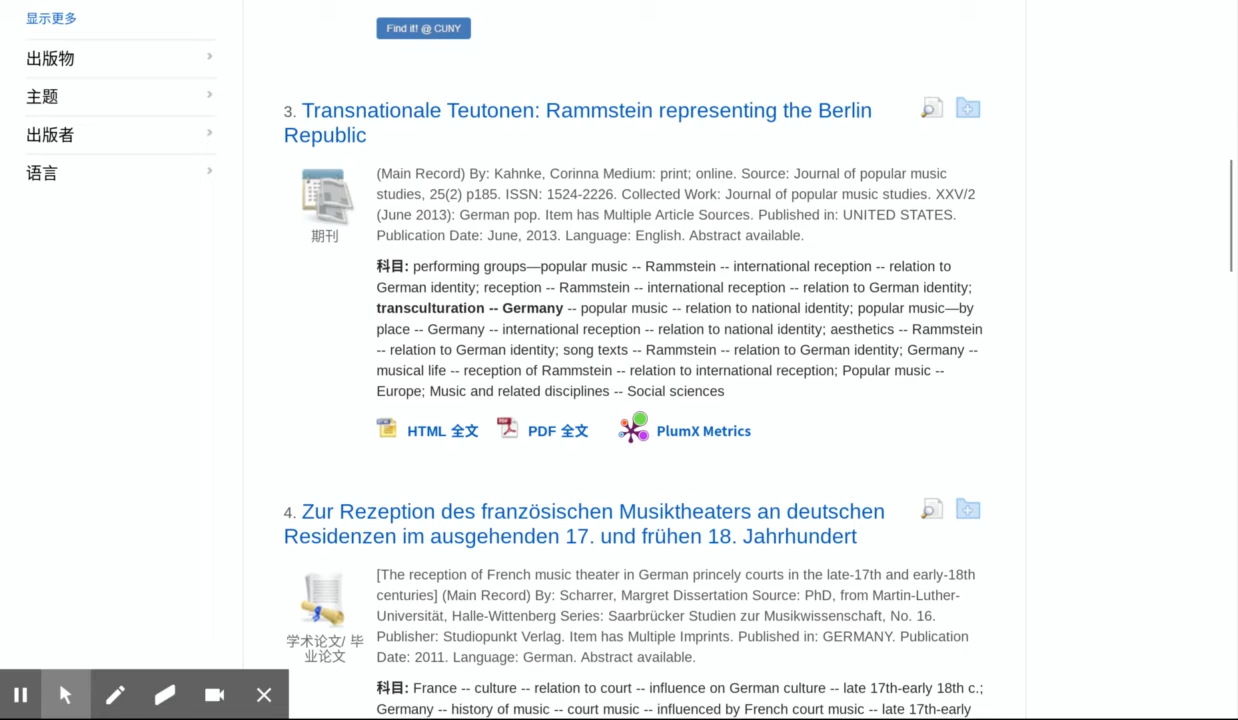 显示更多
出版物
主题
出版者
语言
Find it! @ CUNY
3. Transnationale Teutonen: Rammstein representing the Berlin
Republic
期刊
(Main Record) By: Kahnke, Corinna Medium: print; online. Source: Journal of popular music
studies, 25(2) p185. ISSN: 1524-2226. Collected Work: Journal of popular music studies. XXV/2
(June 2013): German pop. Item has Multiple Article Sources. Published in: UNITED STATES.
Publication Date: June, 2013. Language: English. Abstract available.
科目: performing groups—popular music -- Rammstein -- international reception -- relation to
German identity; reception -- Rammstein -- international reception -- relation to German identity;
transculturation -- Germany -- popular music -- relation to national identity; popular music—by
place -- Germany -- international reception -- relation to national identity; aesthetics -- Rammstein
-- relation to German identity; song texts -- Rammstein -- relation to German identity; Germany --
musical life -- reception of Rammstein -- relation to international reception; Popular music --
Europe; Music and related disciplines -- Social sciences
HTML 全文 PDF 全文 PlumX Metrics
4. Zur Rezeption des französischen Musiktheaters an deutschen
Residenzen im ausgehenden 17. und frühen 18. Jahrhundert
学术论文/ 毕
业论文
[The reception of French music theater in German princely courts in the late-17th and early-18th
centuries] (Main Record) By: Scharrer, Margret Dissertation Source: PhD, from Martin-Luther-
Universität, Halle-Wittenberg Series: Saarbrücker Studien zur Musikwissenschaft, No. 16.
Publisher: Studiopunkt Verlag. Item has Multiple Imprints. Published in: GERMANY. Publication
Date: 2011. Language: German. Abstract available.
科目: France -- culture -- relation to court -- influence on German culture -- late 17th-early 18th c.;
Germany -- history of music -- court music -- influenced by French court music -- late 17th-early